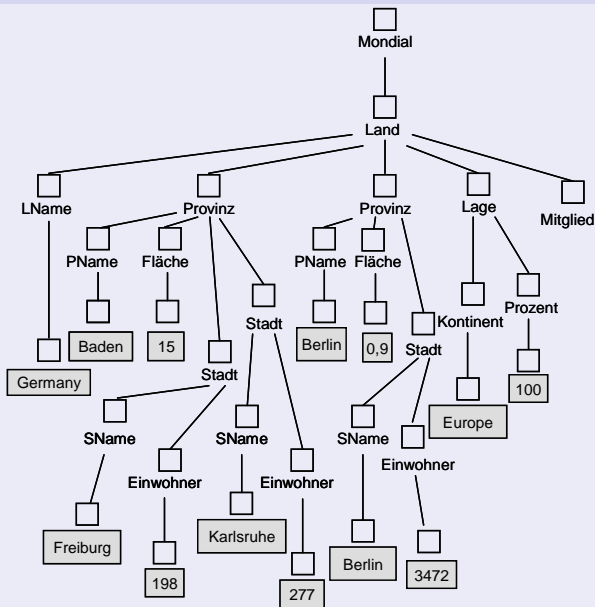 Mondial
Land
LName
Provinz
Provinz
Lage
Mitglied
PName
Fläche
PName
Fläche
Stadt
Kontinent
Prozent
Baden
15
Berlin
0,9
Stadt
Stadt
Germany
100
Europe
SName
SName
SName
Einwohner
Einwohner
Einwohner
Freiburg
Karlsruhe
Berlin
198
277
3472